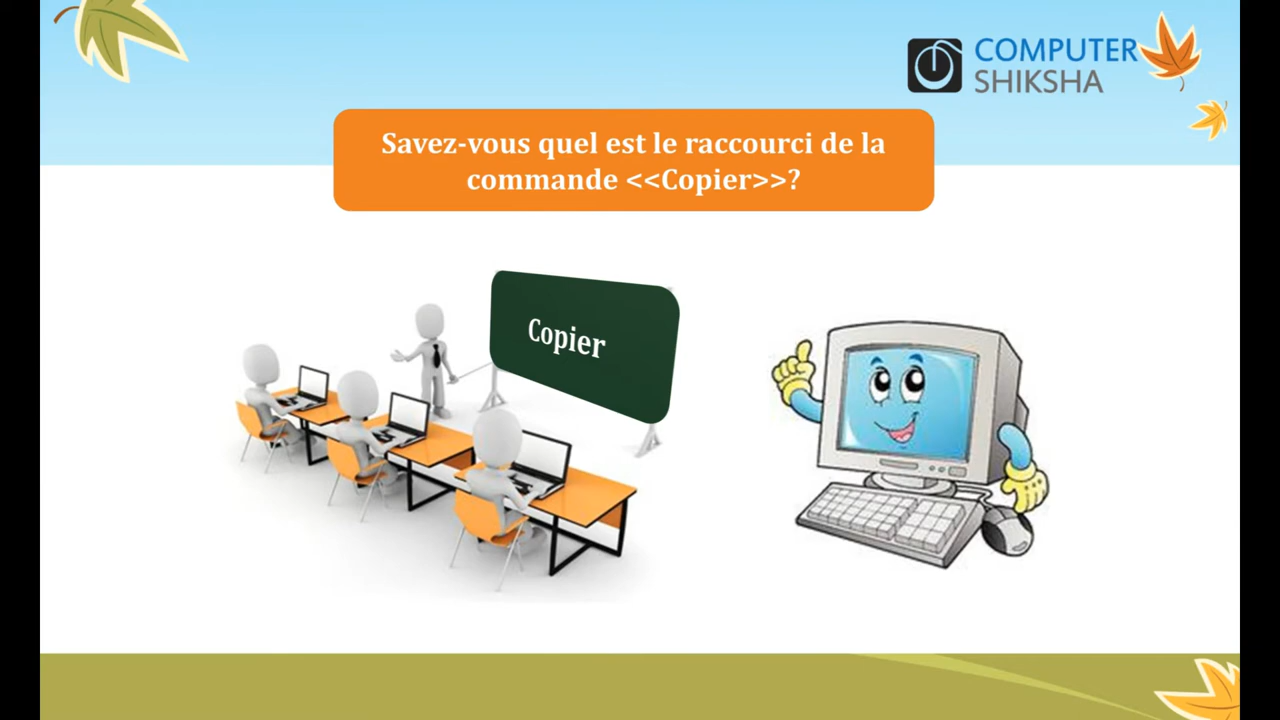 COMPUTER
SHIKSHA
Savez-vous quel est le raccourci de la
commande <<Copier>>?
Copier